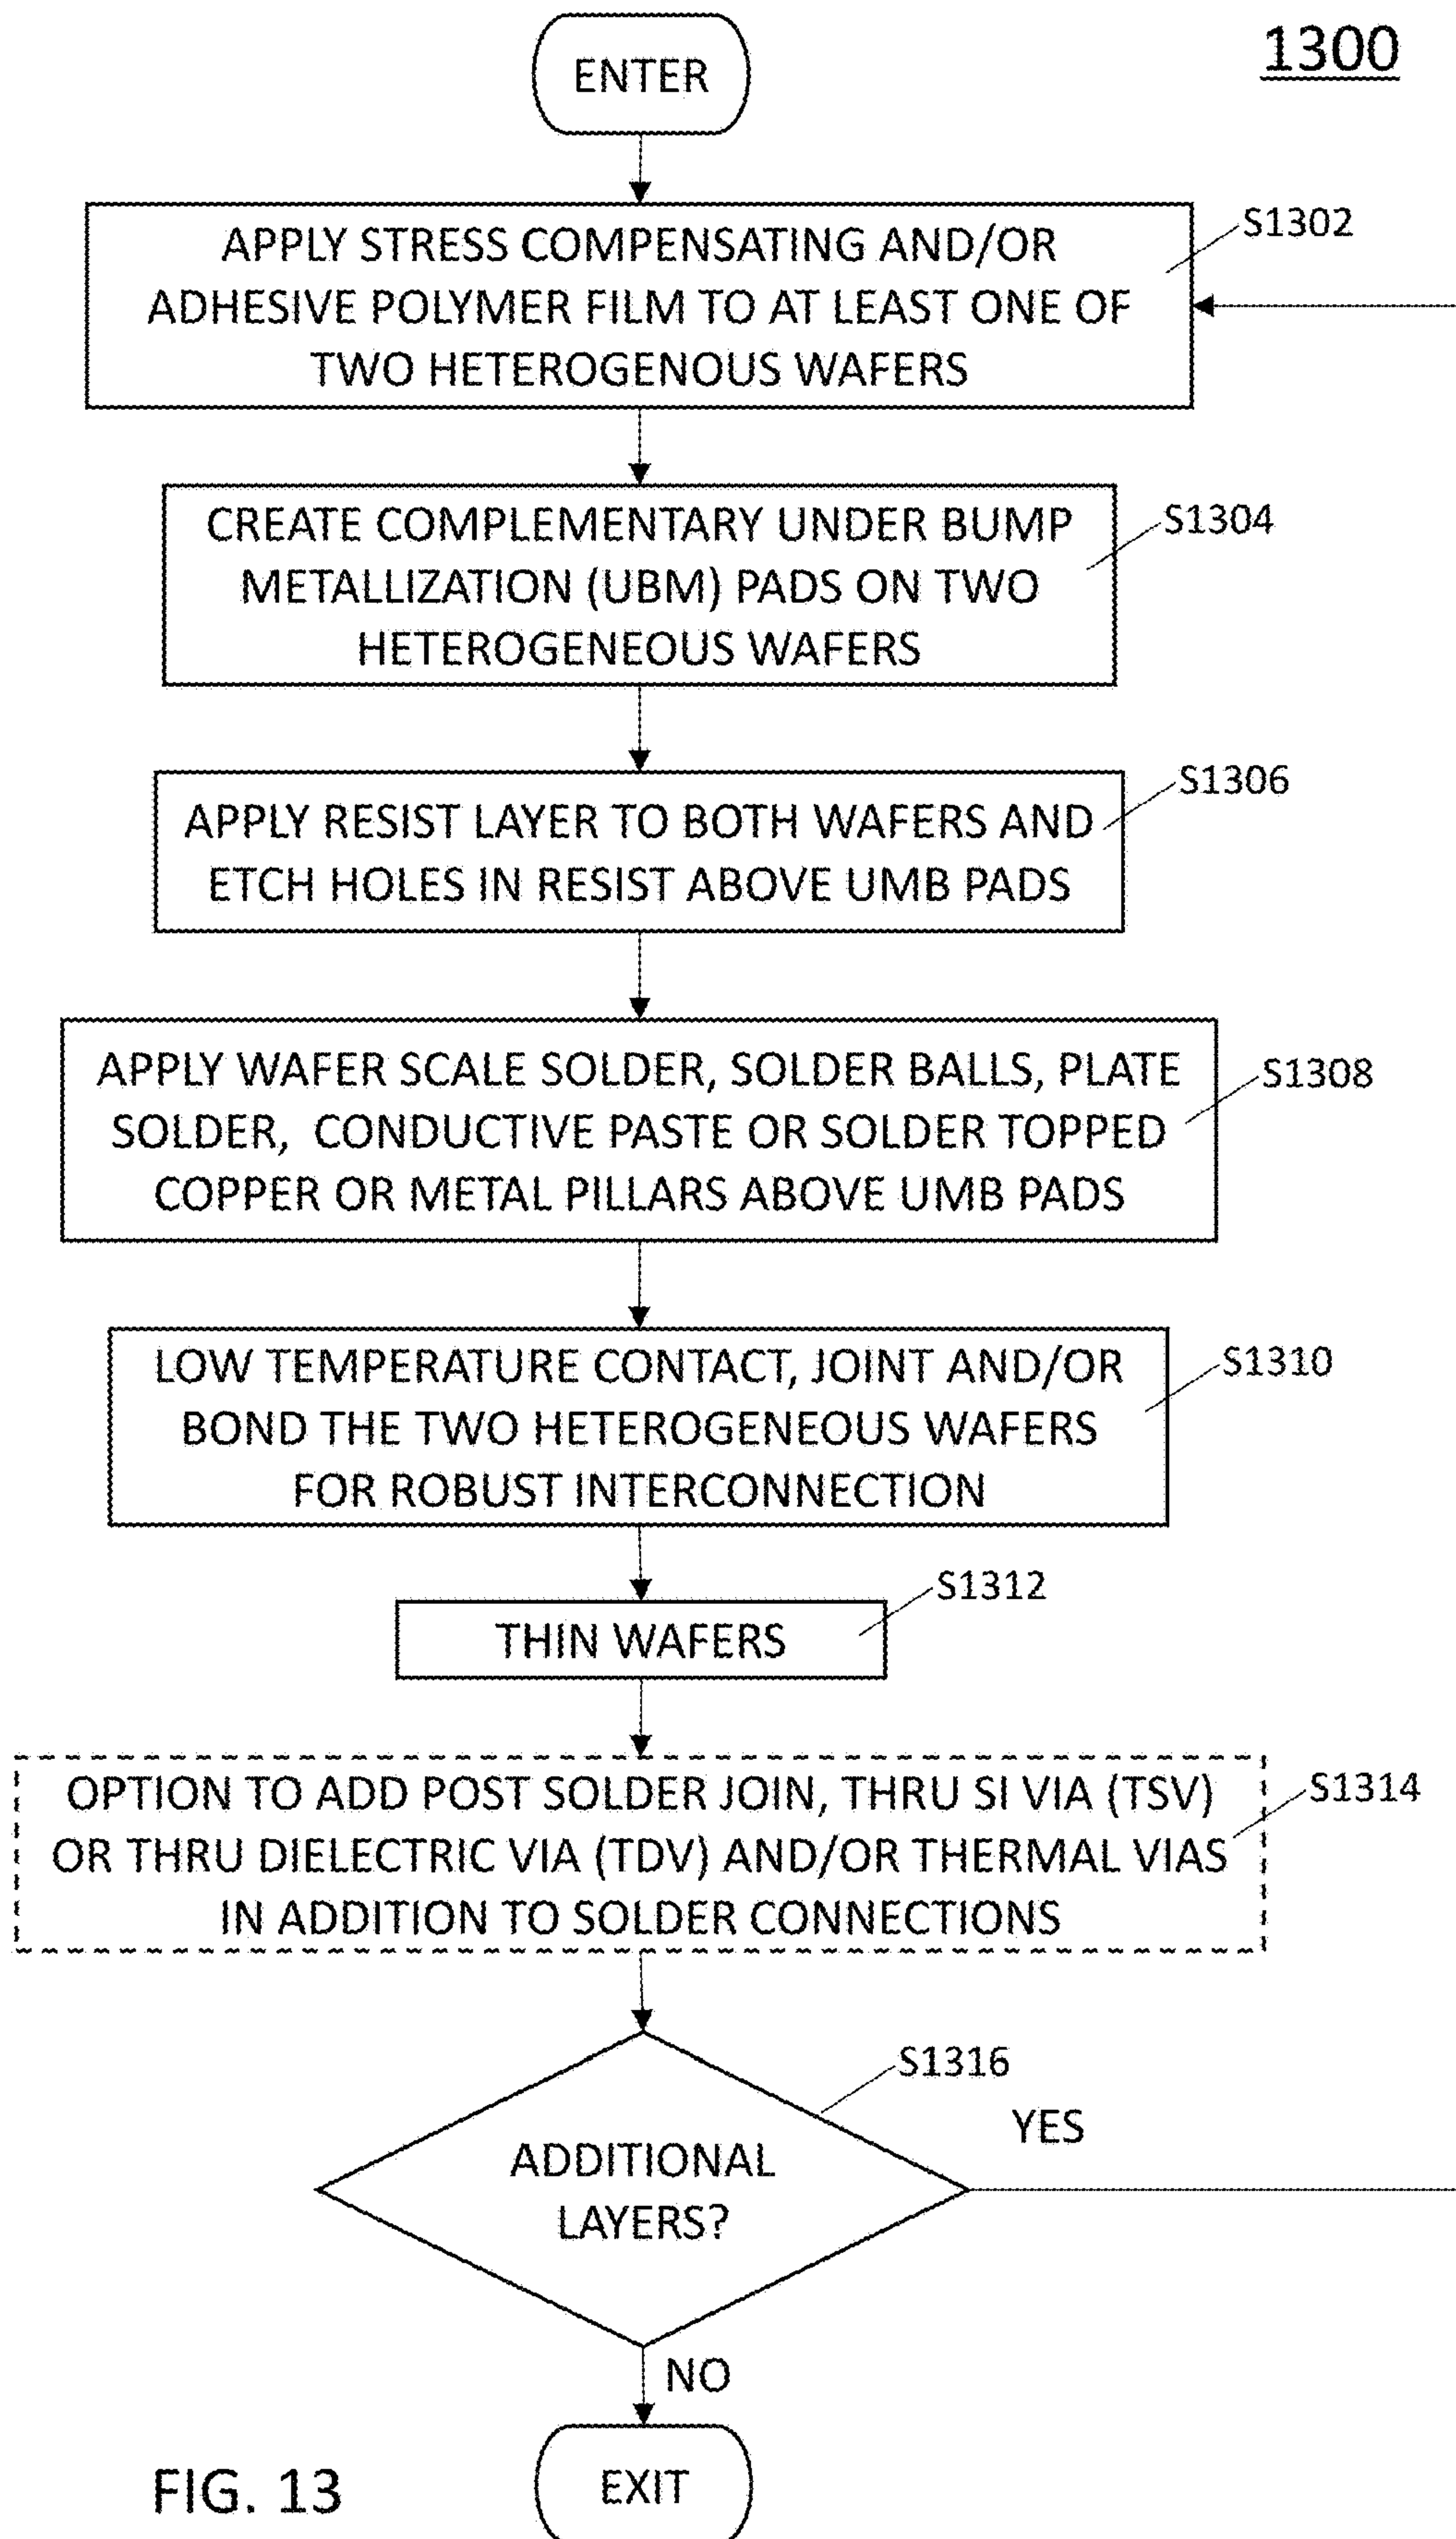 1300
ENTER
S1302
APPLY STRESS COMPENSATING AND/OR
ADHESIVE POLYMER FILM TO AT LEAST ONE OF
TWO HETEROGENOUS WAFERS
S1304
CREATE COMPLEMENTARY UNDER BUMP
METALLIZATION (UBM) PADS ON TWO
HETEROGENEOUS WAFERS
S1306
APPLY RESIST LAYER TO BOTH WAFERS AND
ETCH HOLES IN RESIST ABOVE UMB PADS
S1308
APPLY WAFER SCALE SOLDER, SOLDER BALLS, PLATE
SOLDER, CONDUCTIVE PASTE OR SOLDER TOPPED
COPPER OR METAL PILLARS ABOVE UMB PADS
S1310
LOW TEMPERATURE CONTACT, JOINT AND/OR
BOND THE TWO HETEROGENEOUS WAFERS
FOR ROBUST INTERCONNECTION
S1312
THIN WAFERS
S1314
OPTION TO ADD POST SOLDER JOIN, THRU SI VIA (TSV)
OR THRU DIELECTRIC VIA (TDV) AND/OR THERMAL VIAS
IN ADDITION TO SOLDER CONNECTIONS
S1316
YES
ADDITIONAL
LAYERS?
NO
EXIT
FIG. 13